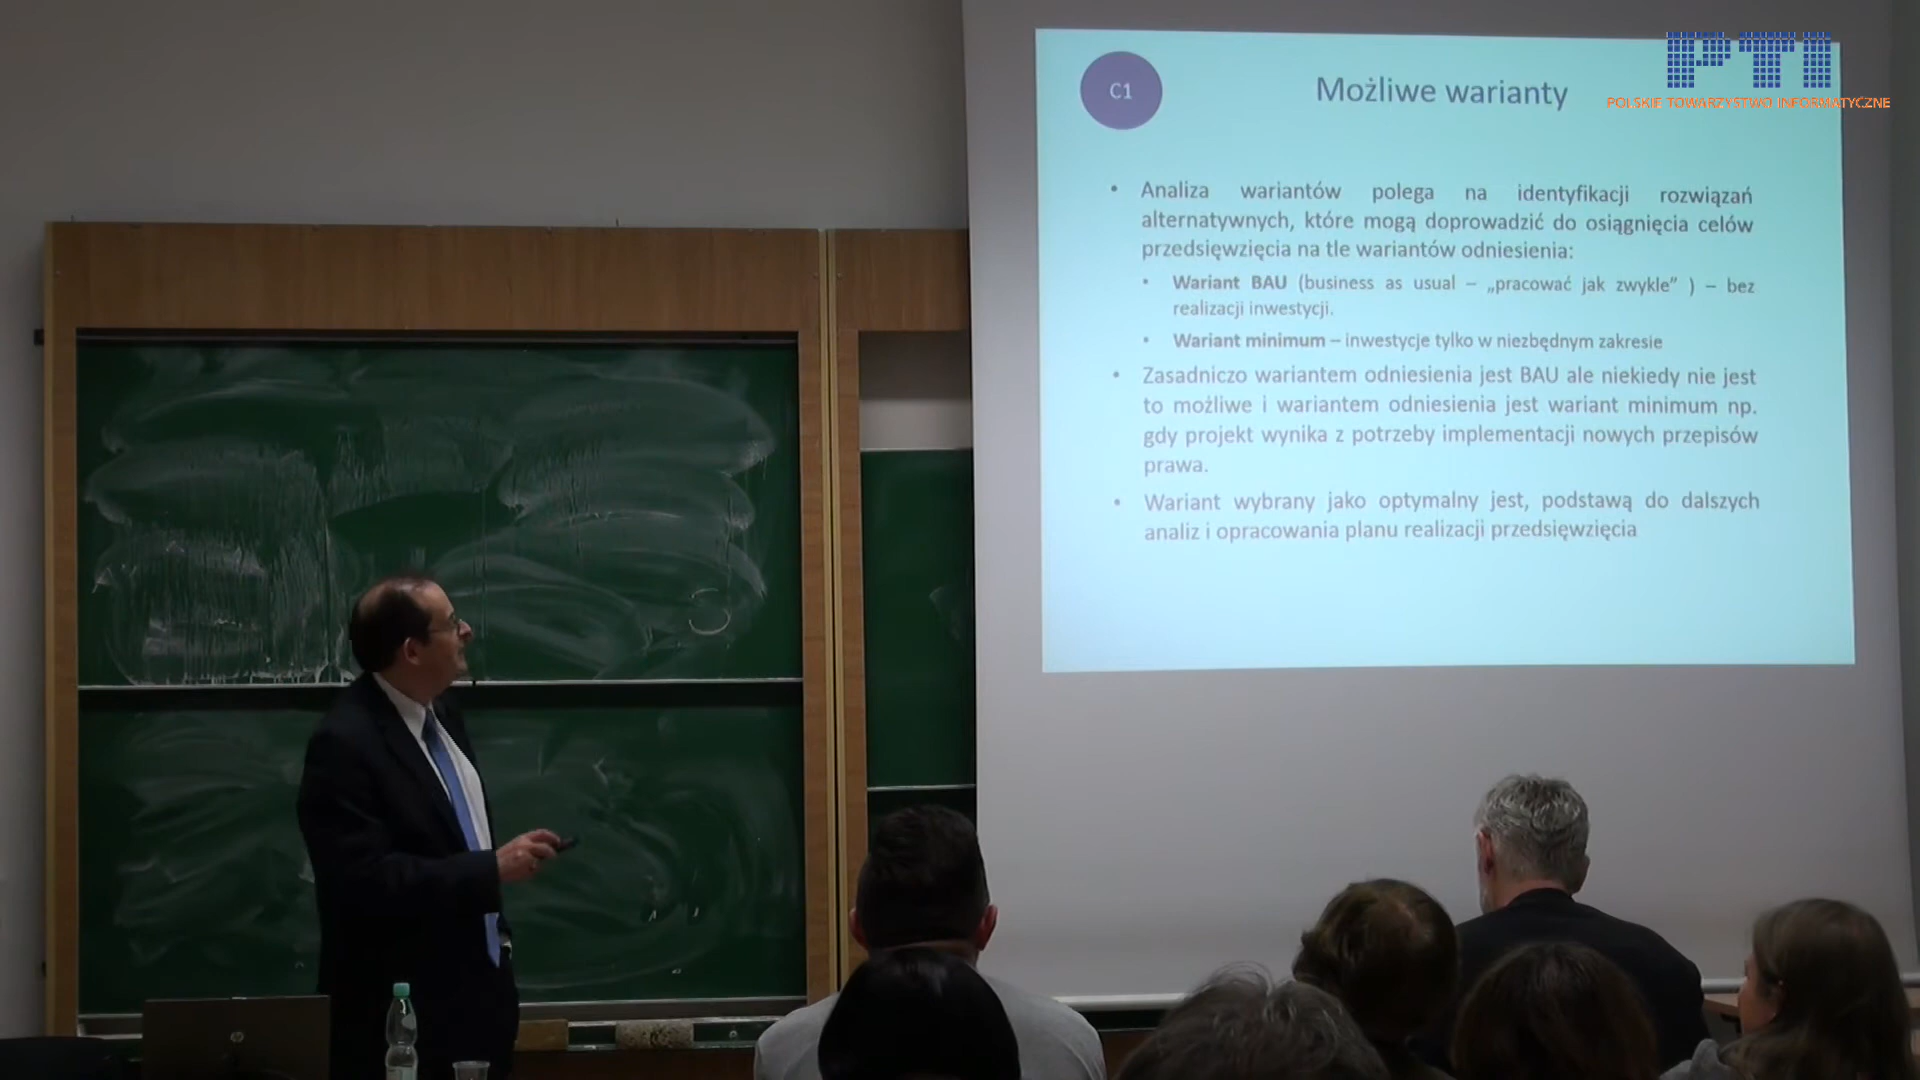 C1
Możliwe warianty
PTI
POLSKIE TOWARZYSTWO INFORMATYCZNE
• Analiza wariantów polega na identyfikacji rozwiązań
alternatywnych, które mogą doprowadzić do osiągnięcia celów
przedsięwzięcia na tle wariantów odniesienia:
• Wariant BAU (business as usual – „pracować jak zwykle” ) – bez
realizacji inwestycji.
• Wariant minimum – inwestycje tylko w niezbędnym zakresie
• Zasadniczo wariantem odniesienia jest BAU ale niekiedy nie jest
to możliwe i wariantem odniesienia jest wariant minimum np.
gdy projekt wynika z potrzeby implementacji nowych przepisów
prawa.
• Wariant wybrany jako optymalny jest, podstawą do dalszych
analiz i opracowania planu realizacji przedsięwzięcia
hp